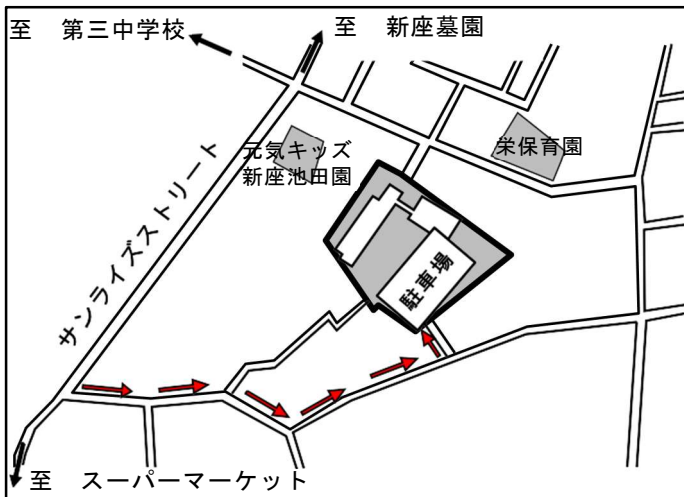 至　第三中学校
至　新座墓園
元気キッズ
新座池田園
栄保育園
サンライズストリート
駐車場
至　スーパーマーケット